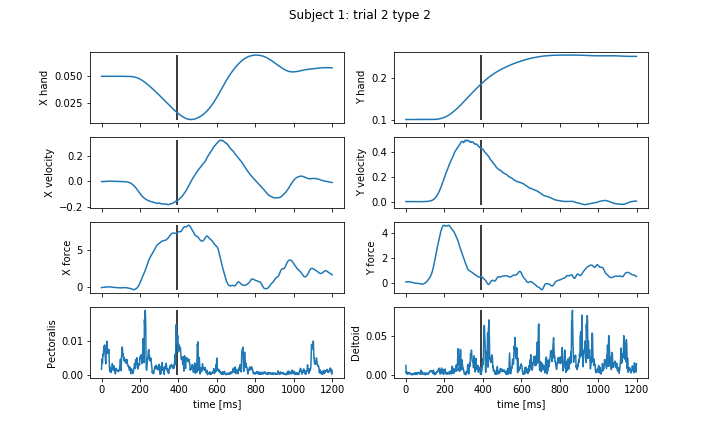 Subject 1: trial 2 type 2
X hand
0.050
0.025
Y hand
0.2
0.1
X velocity
0.2
0.0
−0.2
Y velocity
0.4
0.2
0.0
X force
5
0
Y force
4
2
0
Pectoralis
0.01
0.00
Deltoid
0.05
0.00
0 200 400 600 800 1000 1200
0 200 400 600 800 1000 1200
time [ms]
time [ms]